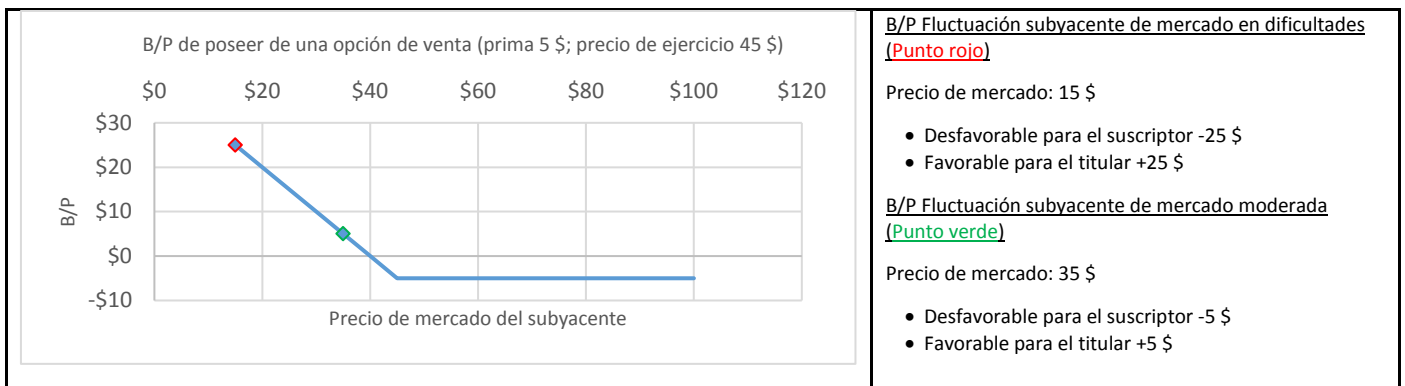 B/P de poseer de una opción de venta (prima 5 $; precio de ejercicio 45 $)
$0 $20 $40 $60 $80 $100 $120
$30
$20
$10
$0
-$10
B/P
Precio de mercado del subyacente
B/P Fluctuación subyacente de mercado en dificultades
(Punto rojo)
Precio de mercado: 15 $
• Desfavorable para el suscriptor -25 $
• Favorable para el titular +25 $
B/P Fluctuación subyacente de mercado moderada
(Punto verde)
Precio de mercado: 35 $
• Desfavorable para el suscriptor -5 $
• Favorable para el titular +5 $